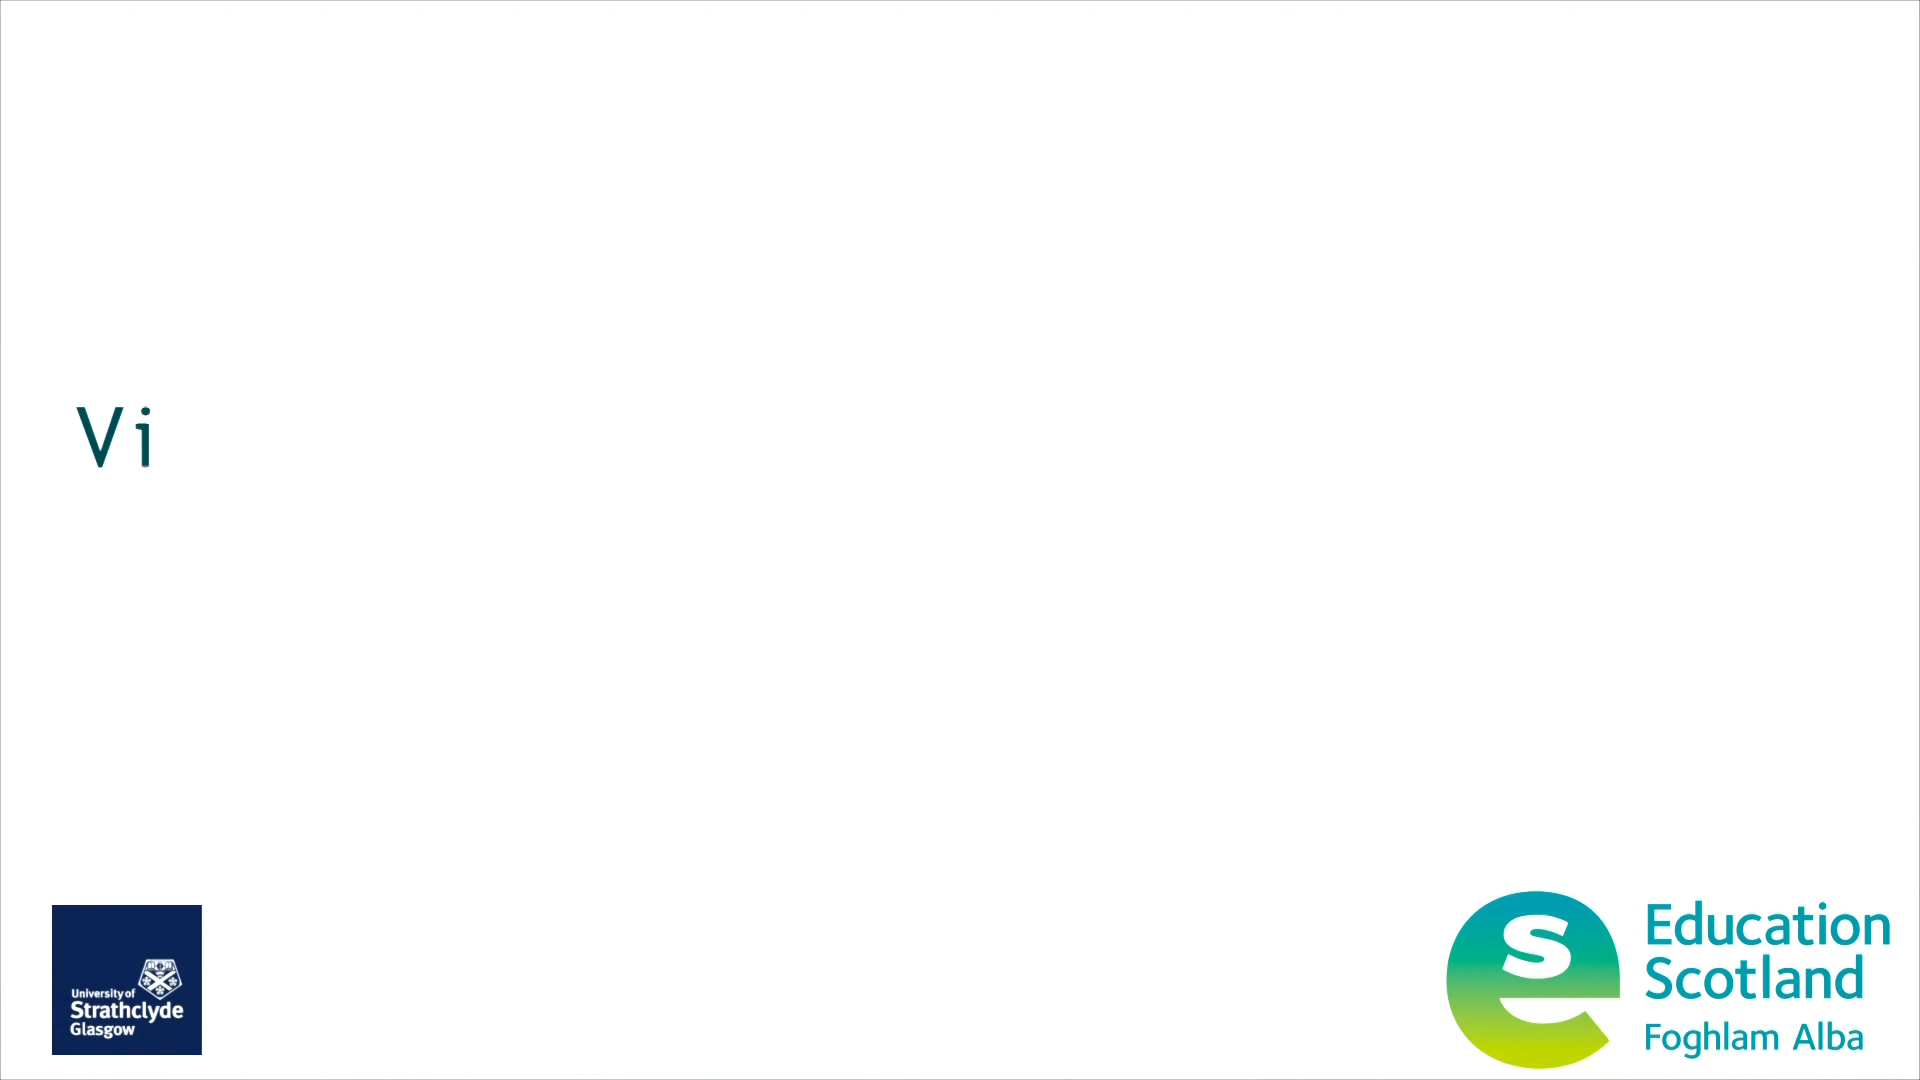 Vi
University of
Strathclyde
Glasgow
Education
Scotland
Foghlam Alba